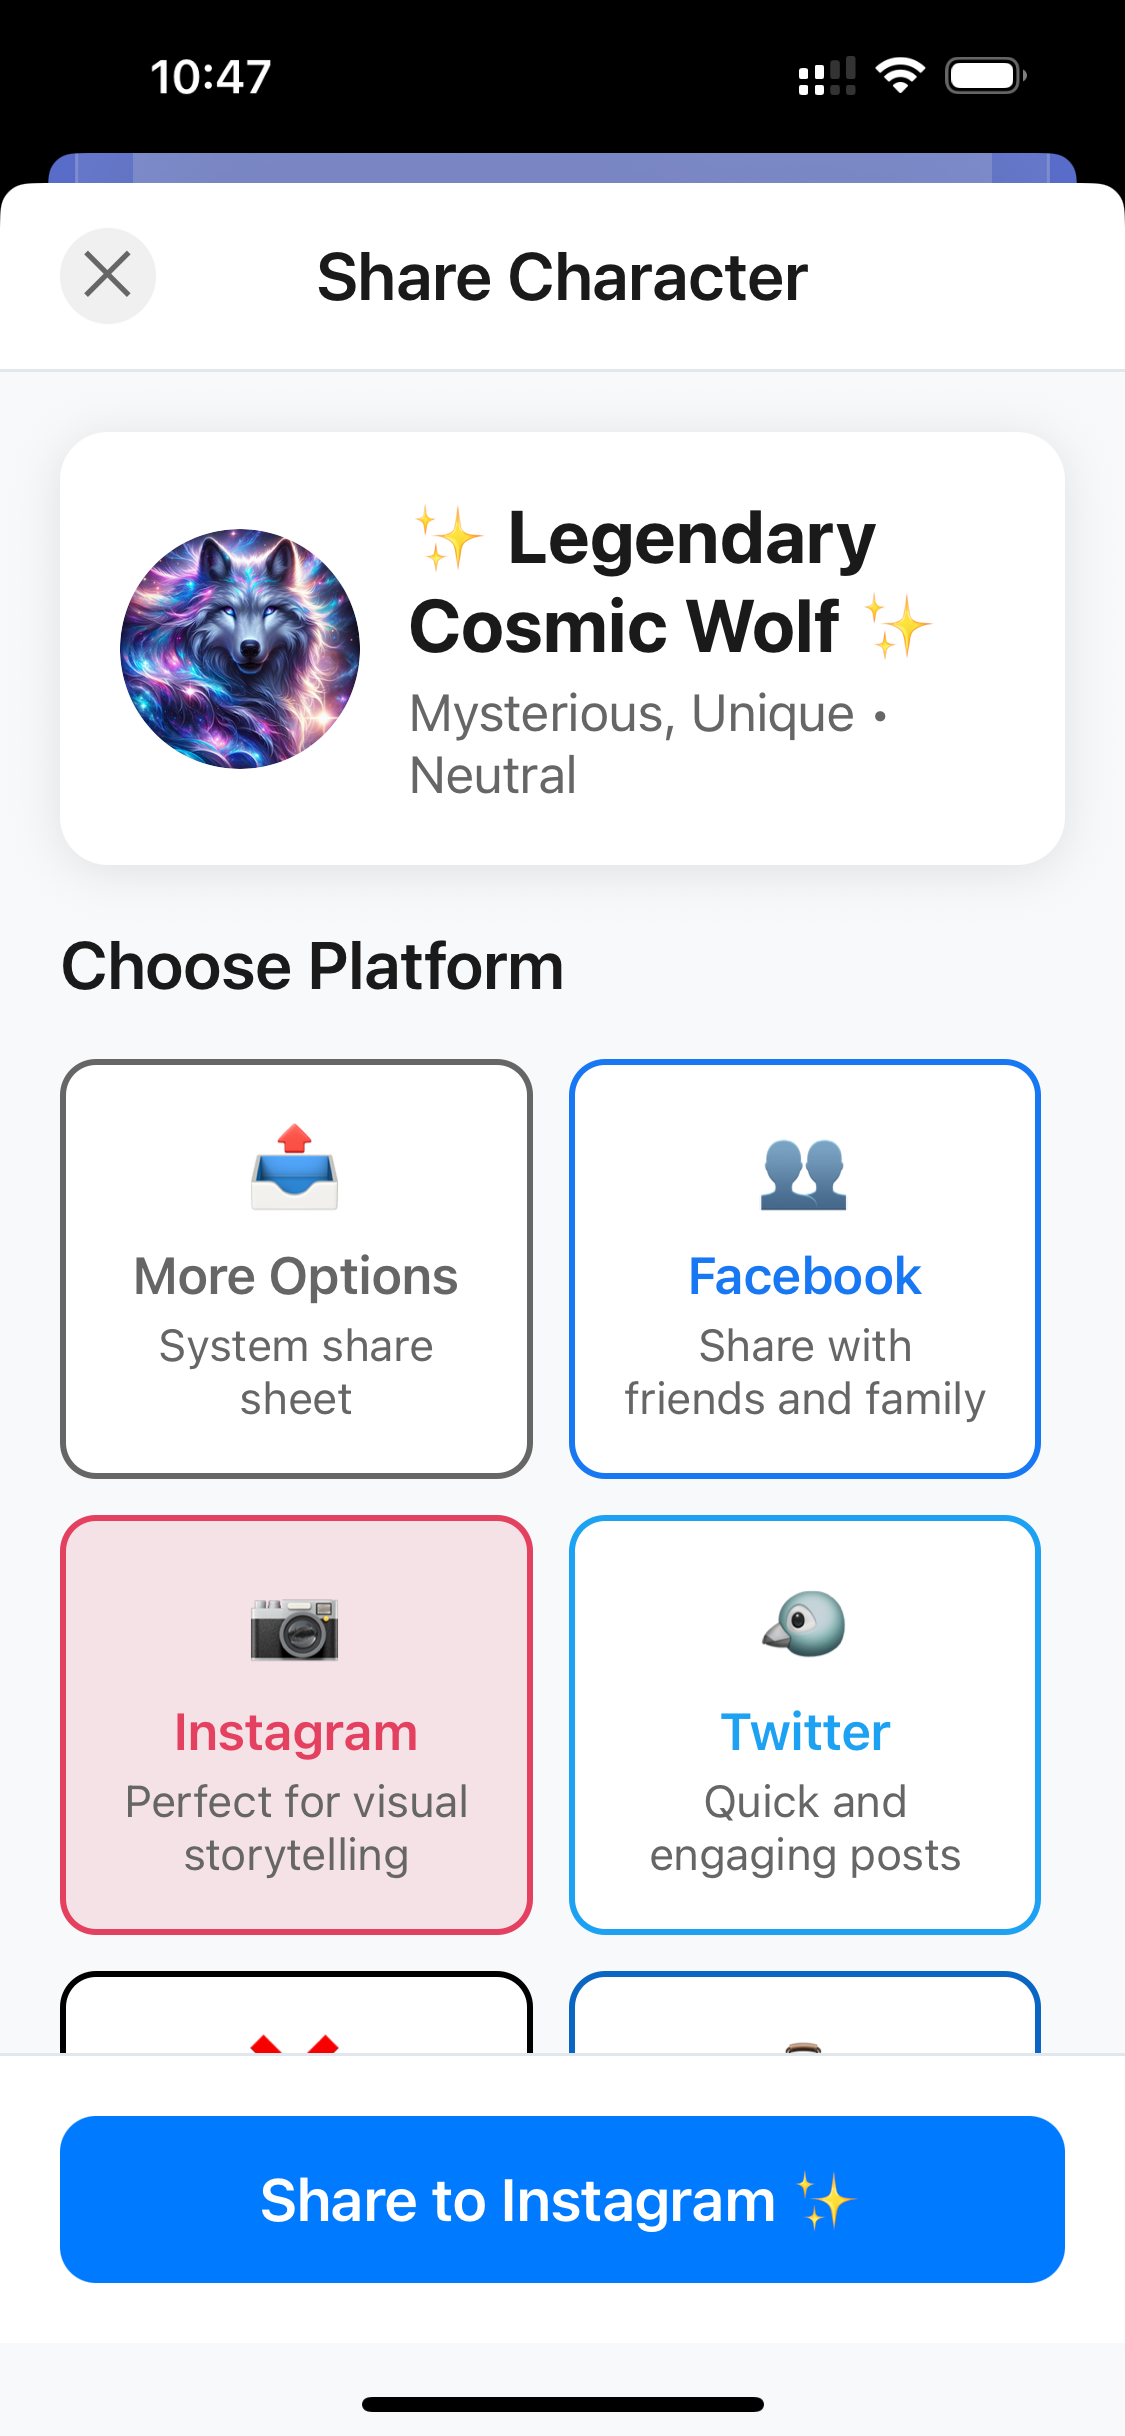 10:47
Share Character
✨ Legendary
Cosmic Wolf ✨
Mysterious, Unique •
Neutral
Choose Platform
More Options
System share
sheet
Facebook
Share with
friends and family
Instagram
Perfect for visual
storytelling
Twitter
Quick and
engaging posts
Share to Instagram ✨